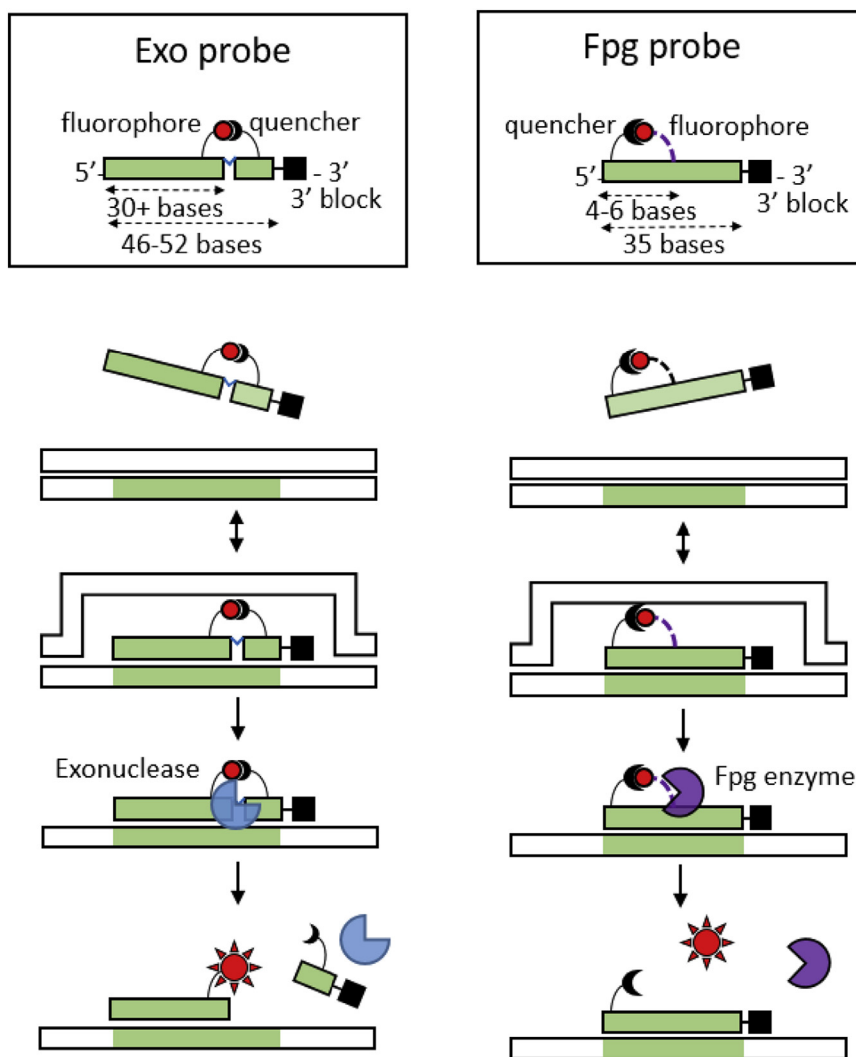 Exo probe
fluorophore quencher
5’ - 3’
30+ bases 3’ block
46-52 bases
Fpg probe
quencher fluorophore
5’ - 3’
4-6 bases 3’ block
35 bases
Exonuclease
Fpg enzyme